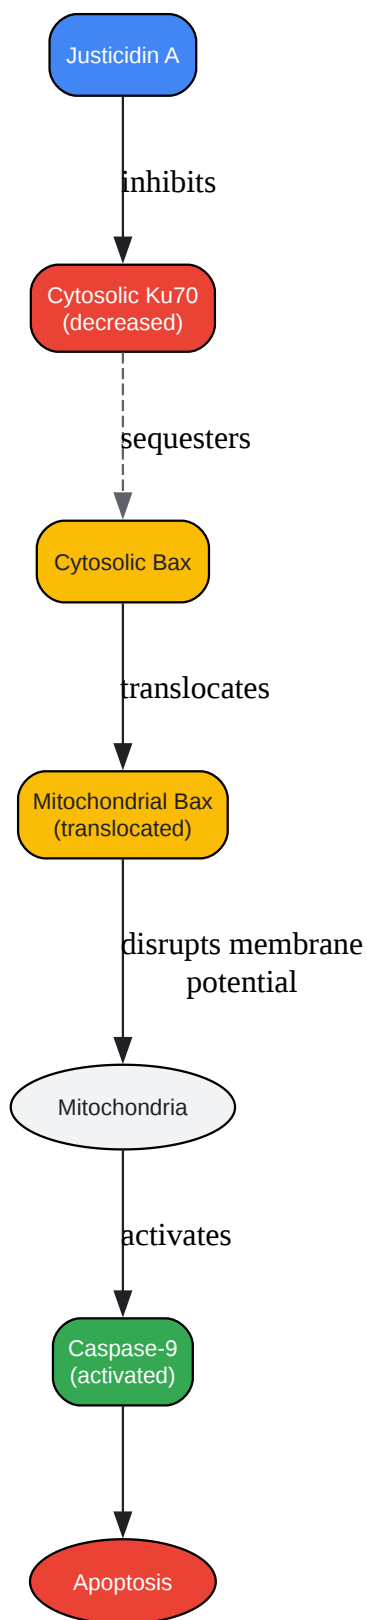 Justicidin A
inhibits
Cytosolic Ku70
(decreased)
sequesters
Cytosolic Bax
translocates
Mitochondrial Bax
(translocated)
disrupts membrane
potential
Mitochondria
activates
Caspase-9
(activated)
Apoptosis